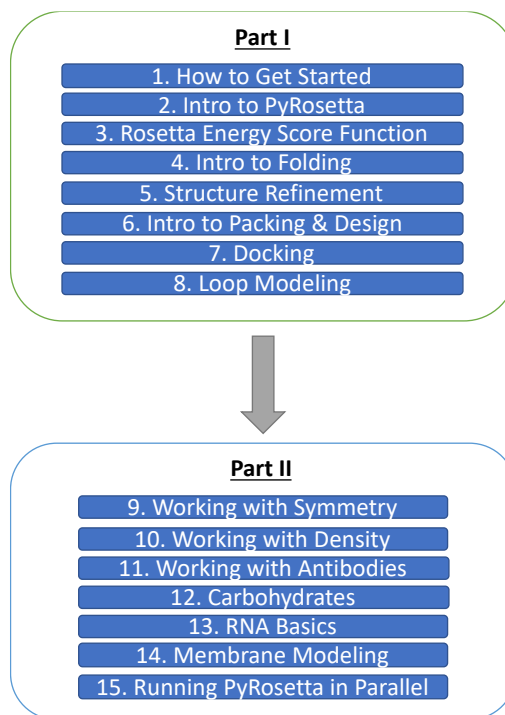 Part I
1. How to Get Started
2. Intro to PyRosetta
3. Rosetta Energy Score Function
4. Intro to Folding
5. Structure Refinement
6. Intro to Packing & Design
7. Docking
8. Loop Modeling
Part II
9. Working with Symmetry
10. Working with Density
11. Working with Antibodies
12. Carbohydrates
13. RNA Basics
14. Membrane Modeling
15. Running PyRosetta in Parallel